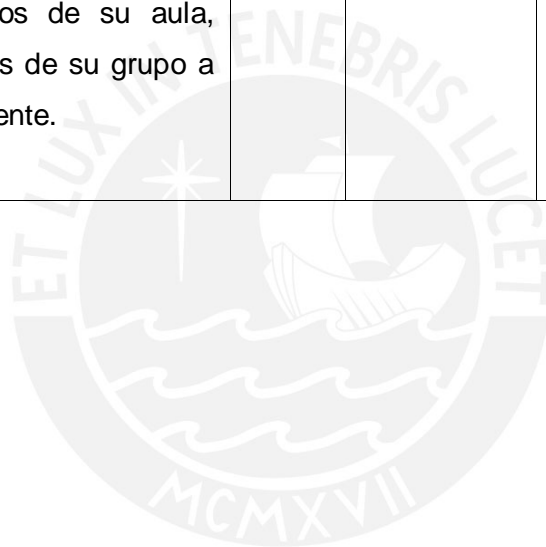 os de su aula,
s de su grupo a
ente.
ET LUX IN TENEBRIS LUCET
MCMXVII